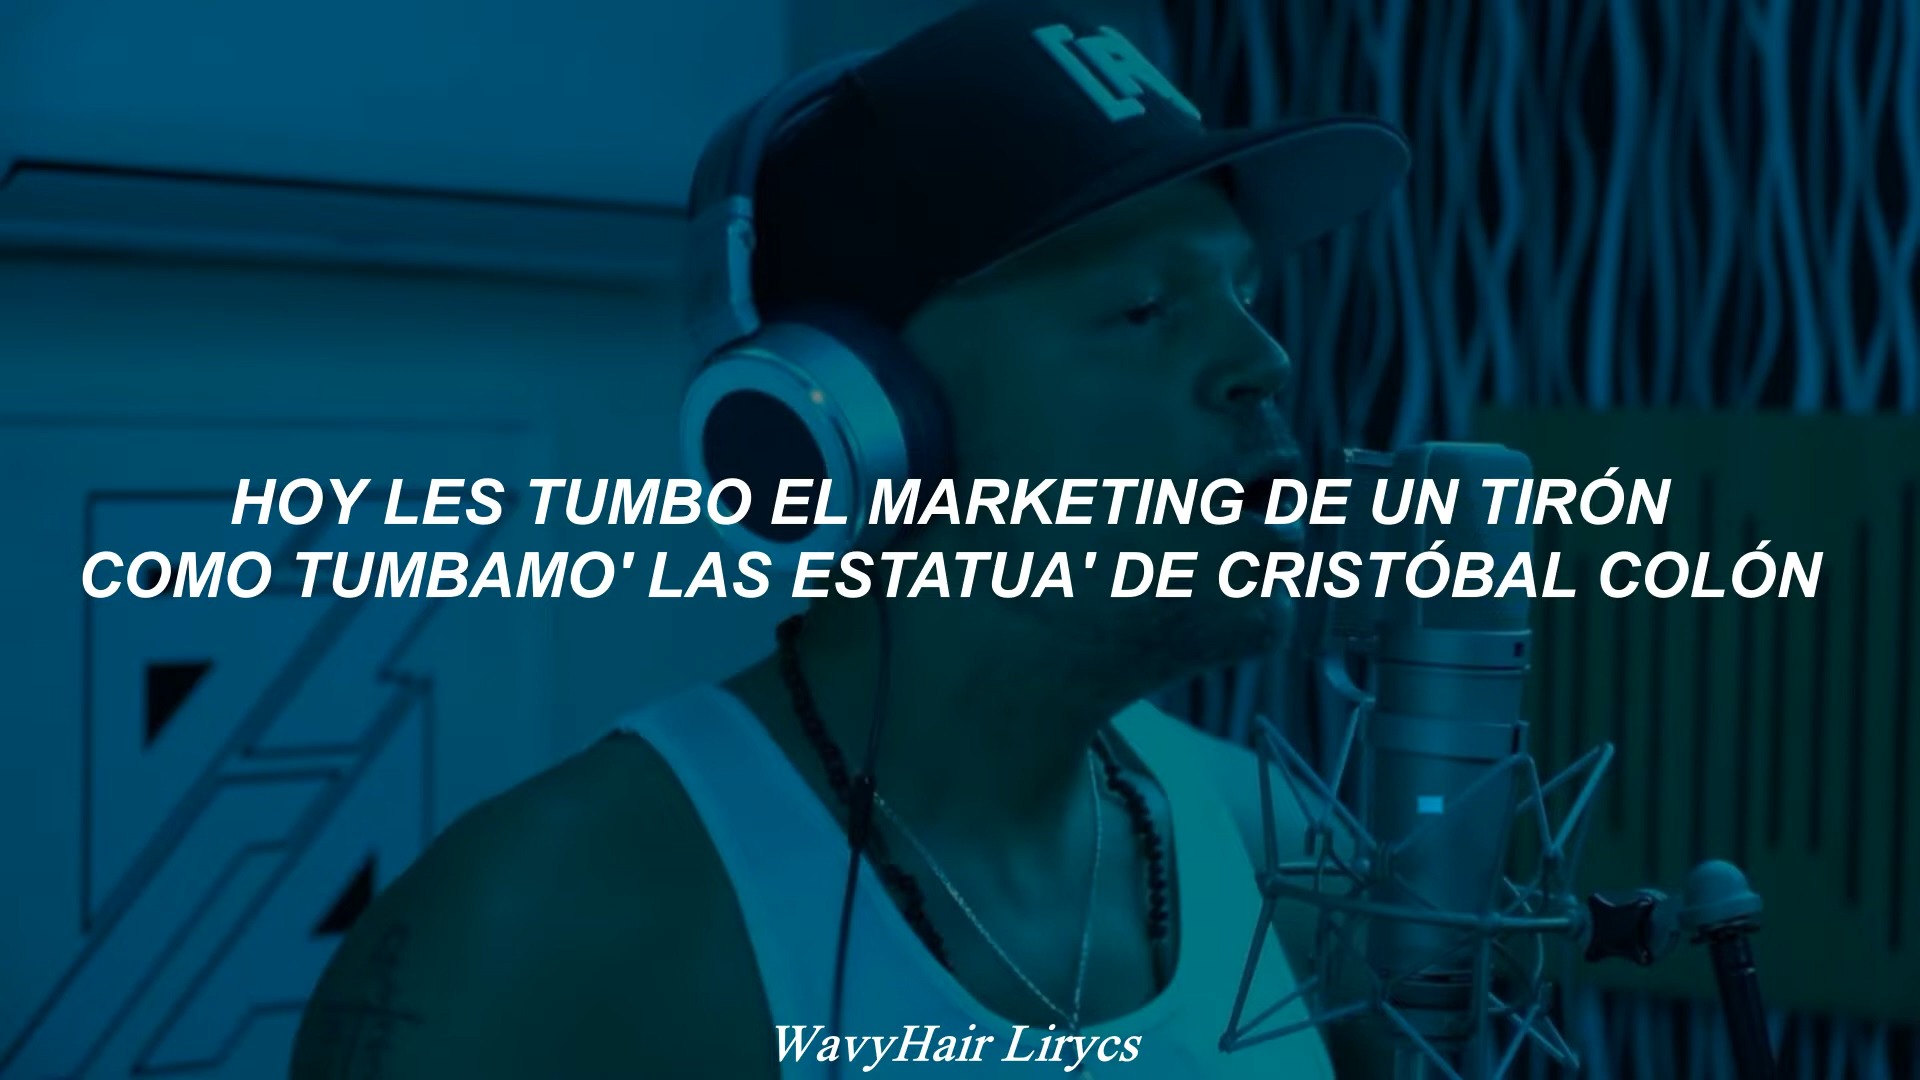 HOY LES TUMBO EL MARKETING DE UN TIRÓN
COMO TUMBAMO' LAS ESTATUA' DE CRISTÓBAL COLÓN
WavyHair Lirycs